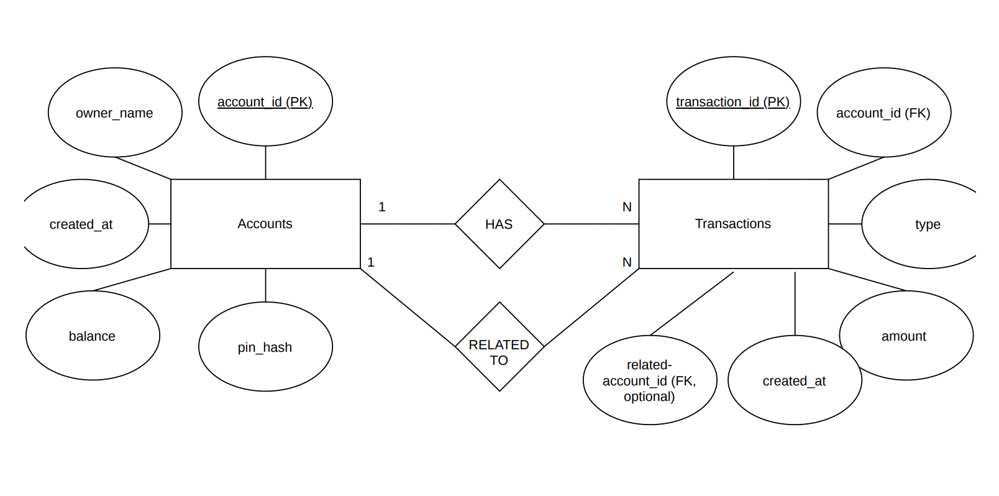 owner_name
account_id (PK)
transaction_id (PK)
account_id (FK)
created_at
Accounts
1
HAS
N
Transactions
type
1
N
balance
pin_hash
RELATED
TO
related-
account_id (FK,
optional)
created_at
amount